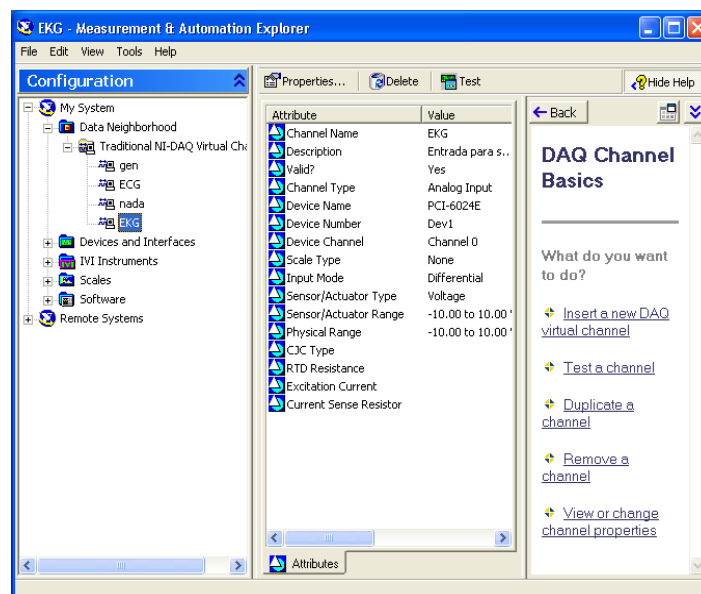 EKG - Measurement & Automation Explorer
File Edit View Tools Help
Configuration
My System
Data Neighborhood
Traditional NI-DAQ Virtual Cha
gen
ECG
nada
EKG
Devices and Interfaces
IVI Instruments
Scales
Software
Remote Systems
Properties... Delete Test Hide Help
Attribute Value
Channel Name EKG
Description Entrada para s..
Valid? Yes
Channel Type Analog Input
Device Name PCI-6024E
Device Number Dev1
Device Channel Channel 0
Scale Type None
Input Mode Differential
Sensor/Actuator Type Voltage
Sensor/Actuator Range -10.00 to 10.00 '
Physical Range -10.00 to 10.00 '
CJC Type
RTD Resistance
Excitation Current
Current Sense Resistor
Attributes
Back
DAQ Channel
Basics
What do you want
to do?
Insert a new DAQ
virtual channel
Test a channel
Duplicate a
channel
Remove a
channel
View or change
channel properties